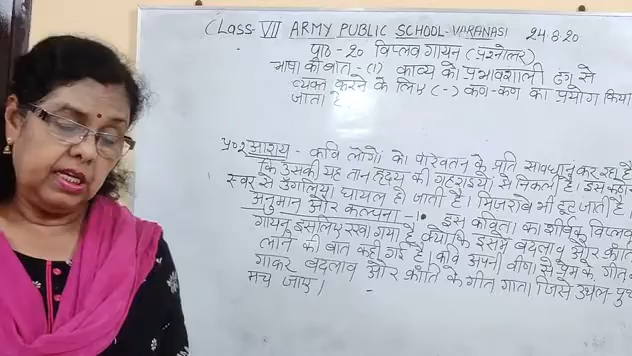 CLASS-VII ARMY PUBLIC SCHOOL-VARANASI 24.8.20
पाठ-20 विप्लव गायन (प्रश्नोत्तर)
भाषा की बात - (1) काव्य को प्रभावशाली ढंग से
व्यक्त करने के लिए (-) कण-कण का प्रयोग किया
जाता है
प्र०2 आशय - कवि लोगों को परिवर्तन के प्रति सावधान कर रहा है
कि उसकी यह तान हृदय की गहराइयों से निकली है। इस
स्वर से उँगलियाँ घायल हो जाती है। मिजराबें भी टूट जाती है।
अनुमान और कल्पना - 1. इस कविता का शीर्षक विप्लव
गायन इसलिए रखा गया है क्योंकि इसमें बदलाव और
लाने की बात कही गई है। कवि अपनी वीणा से प्रेम के गीत
गाकर बदलाव और क्रांति के गीत गाता। जिसे उथल-
मच जाए।